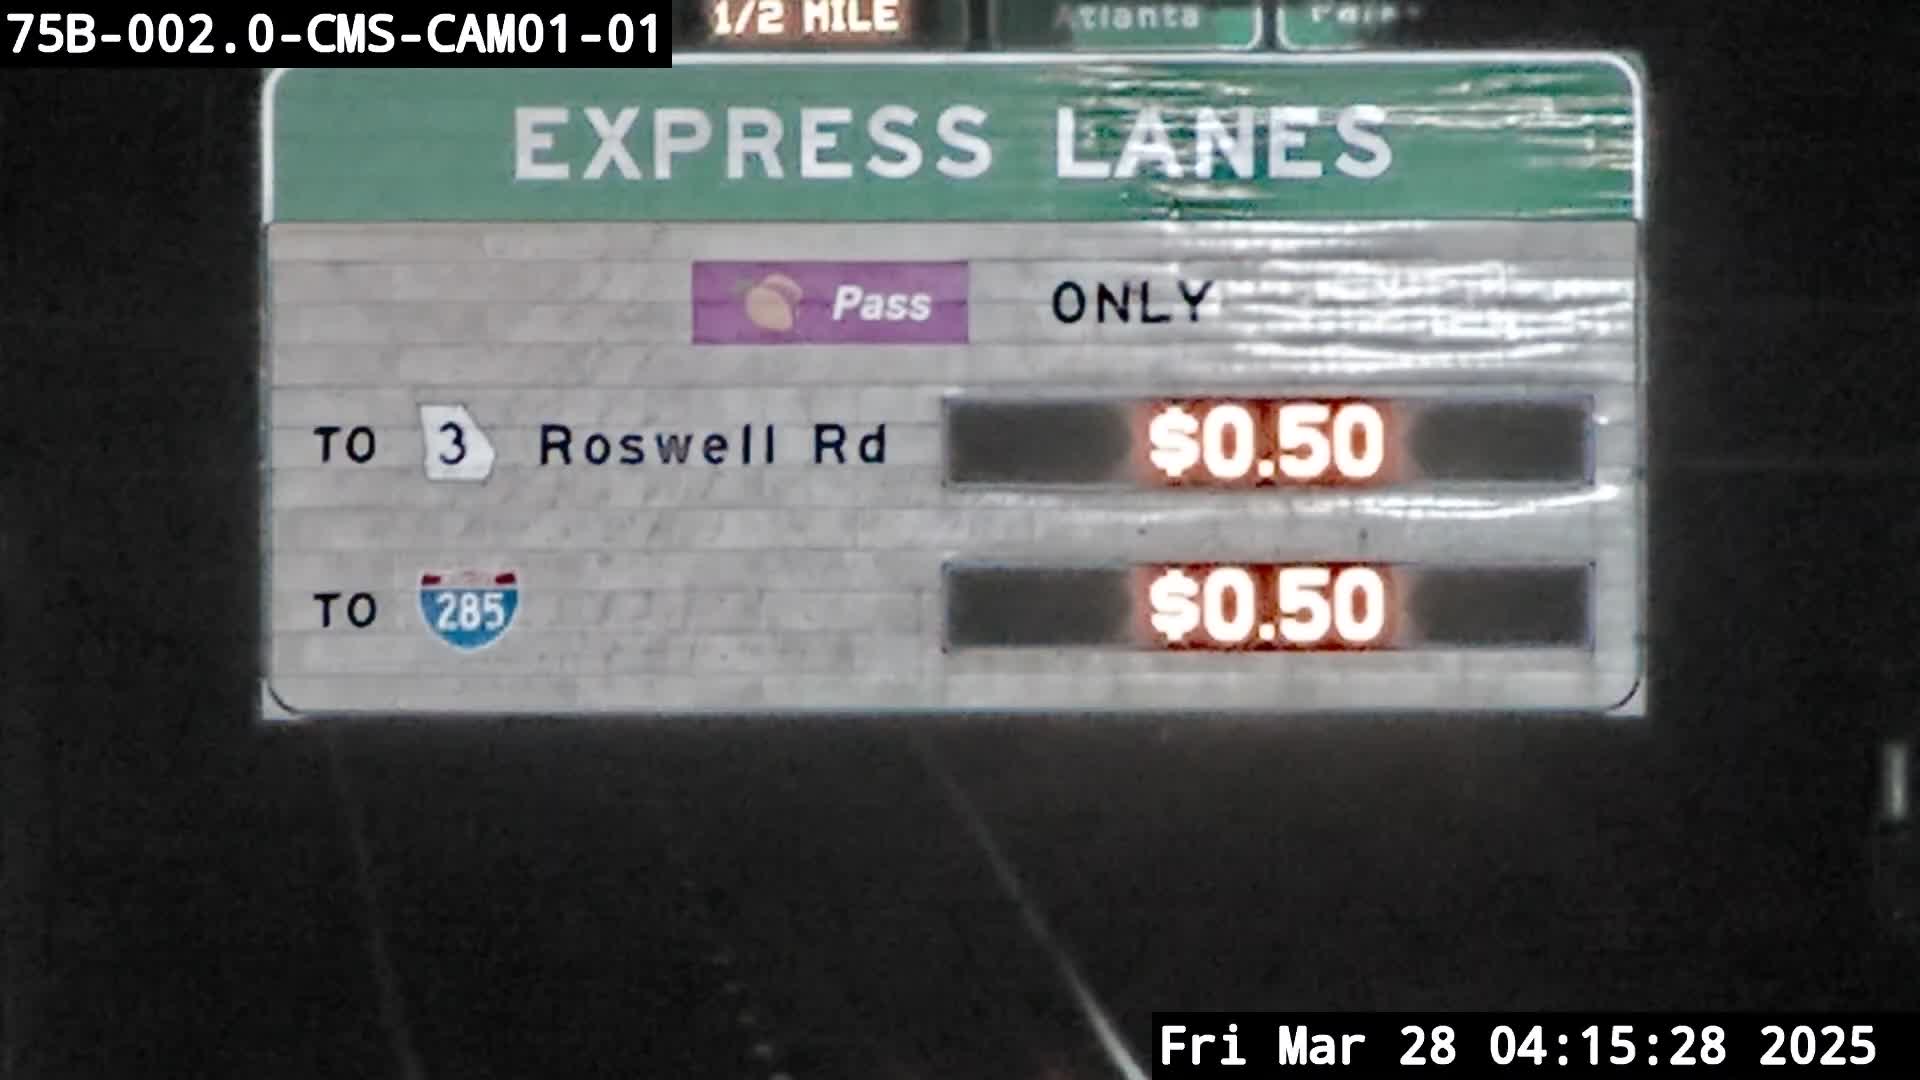 75B-002.0-CMS-CAM01-01
1/2 MILE
Atlanta
EXPRESS LANES
Pass ONLY
TO 3 Roswell Rd $0.50
TO 285 $0.50
Fri Mar 28 04:15:28 2025